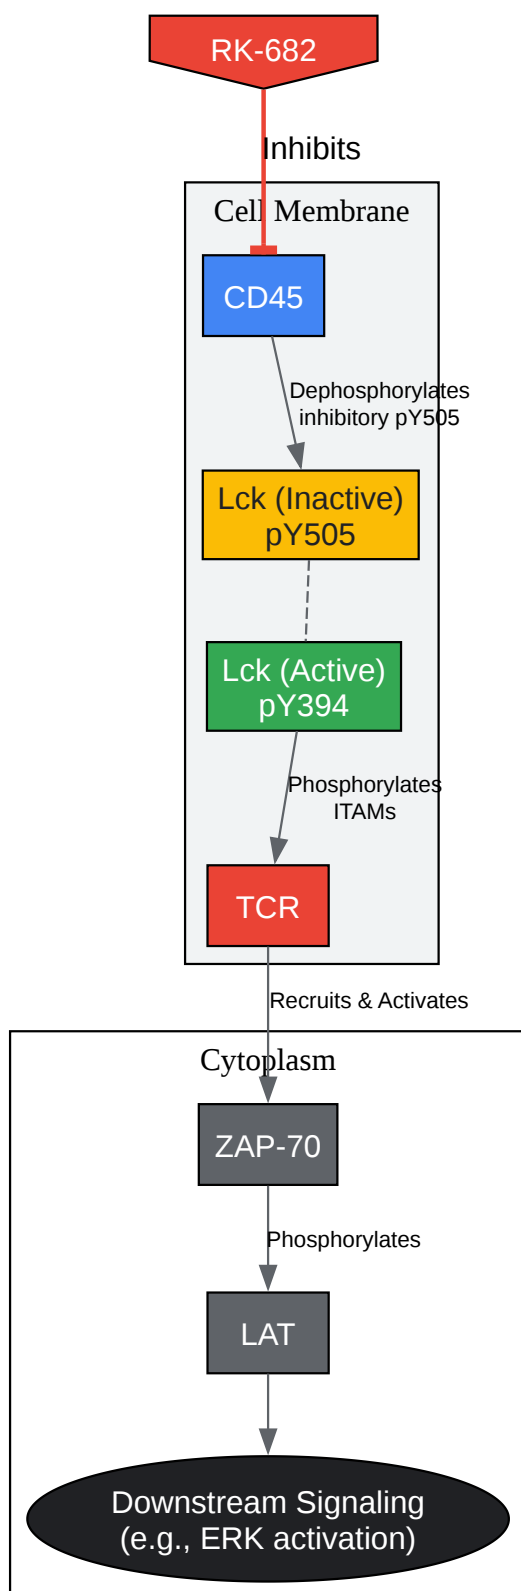 RK-682
Inhibits
Cell Membrane
CD45
Dephosphorylates
inhibitory pY505
Lck (Inactive)
pY505
Lck (Active)
pY394
Phosphorylates
ITAMs
TCR
Recruits & Activates
Cytoplasm
ZAP-70
Phosphorylates
LAT
Downstream Signaling
(e.g., ERK activation)